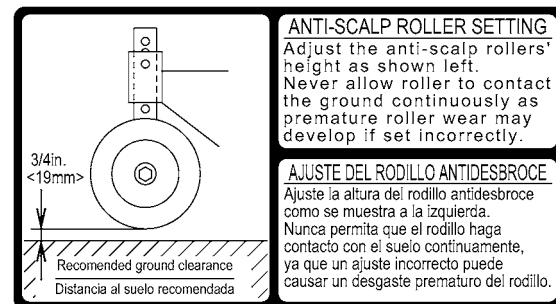 3/4in.
<19mm>
Recomended ground clearance
Distancia al suelo recomendada
ANTI-SCALP ROLLER SETTING
Adjust the anti-scalp rollers'
height as shown left.
Never allow roller to contact
the ground continuously as
premature roller wear may
develop if set incorrectly.
AJUSTE DEL RODILLO ANTIDESBROCE
Ajuste la altura del rodillo antidesbroce
como se muestra a la izquierda.
Nunca permita que el rodillo haga
contacto con el suelo continuamente,
ya que un ajuste incorrecto puede
causar un desgaste prematuro del rodillo.